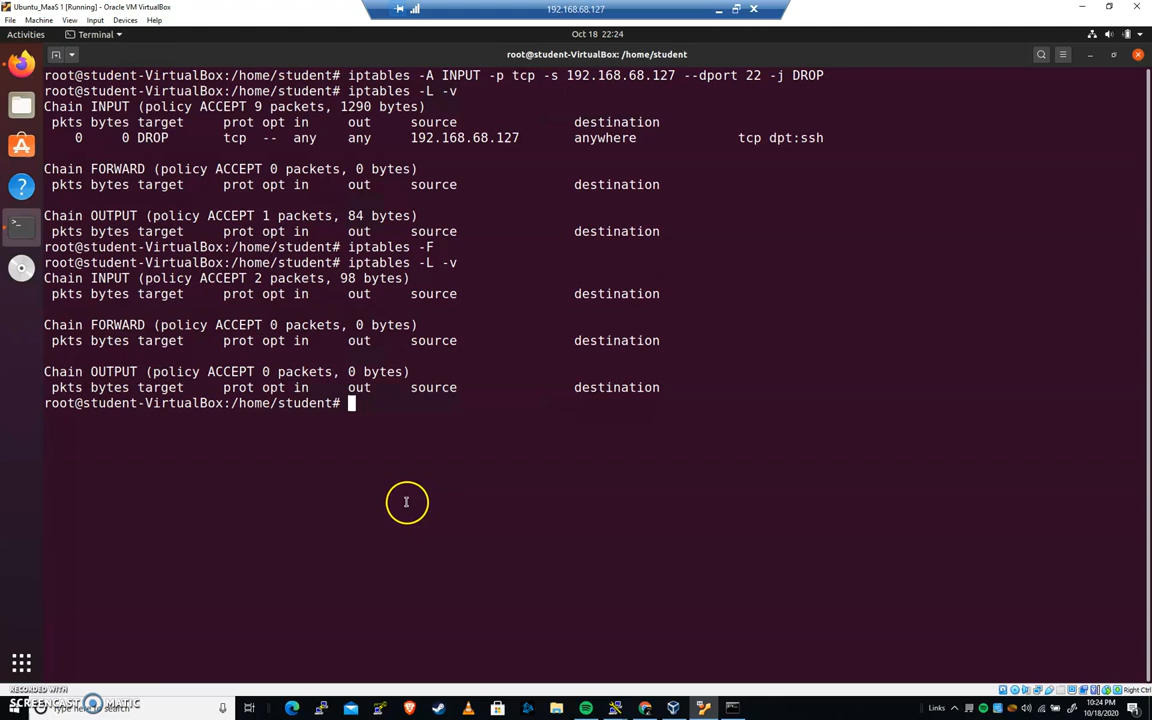 Ubuntu_MaaS 1 [Running] - Oracle VM VirtualBox
192.168.68.127
File Machine View Input Devices Help
Activities Terminal Oct 18 22:24
root@student-VirtualBox: /home/student
root@student-VirtualBox:/home/student# iptables -A INPUT -p tcp -s 192.168.68.127 --dport 22 -j DROP
root@student-VirtualBox:/home/student# iptables -L -v
Chain INPUT (policy ACCEPT 9 packets, 1290 bytes)
pkts bytes target prot opt in out source destination
0 0 DROP tcp -- any any 192.168.68.127 anywhere tcp dpt:ssh
Chain FORWARD (policy ACCEPT 0 packets, 0 bytes)
pkts bytes target prot opt in out source destination
Chain OUTPUT (policy ACCEPT 1 packets, 84 bytes)
pkts bytes target prot opt in out source destination
root@student-VirtualBox:/home/student# iptables -F
root@student-VirtualBox:/home/student# iptables -L -v
Chain INPUT (policy ACCEPT 2 packets, 98 bytes)
pkts bytes target prot opt in out source destination
Chain FORWARD (policy ACCEPT 0 packets, 0 bytes)
pkts bytes target prot opt in out source destination
Chain OUTPUT (policy ACCEPT 0 packets, 0 bytes)
pkts bytes target prot opt in out source destination
root@student-VirtualBox:/home/student#
Right Ctrl
RECORDED WITH
SCREENCAST MATIC
Type here to search
Links
10:24 PM
10/18/2020